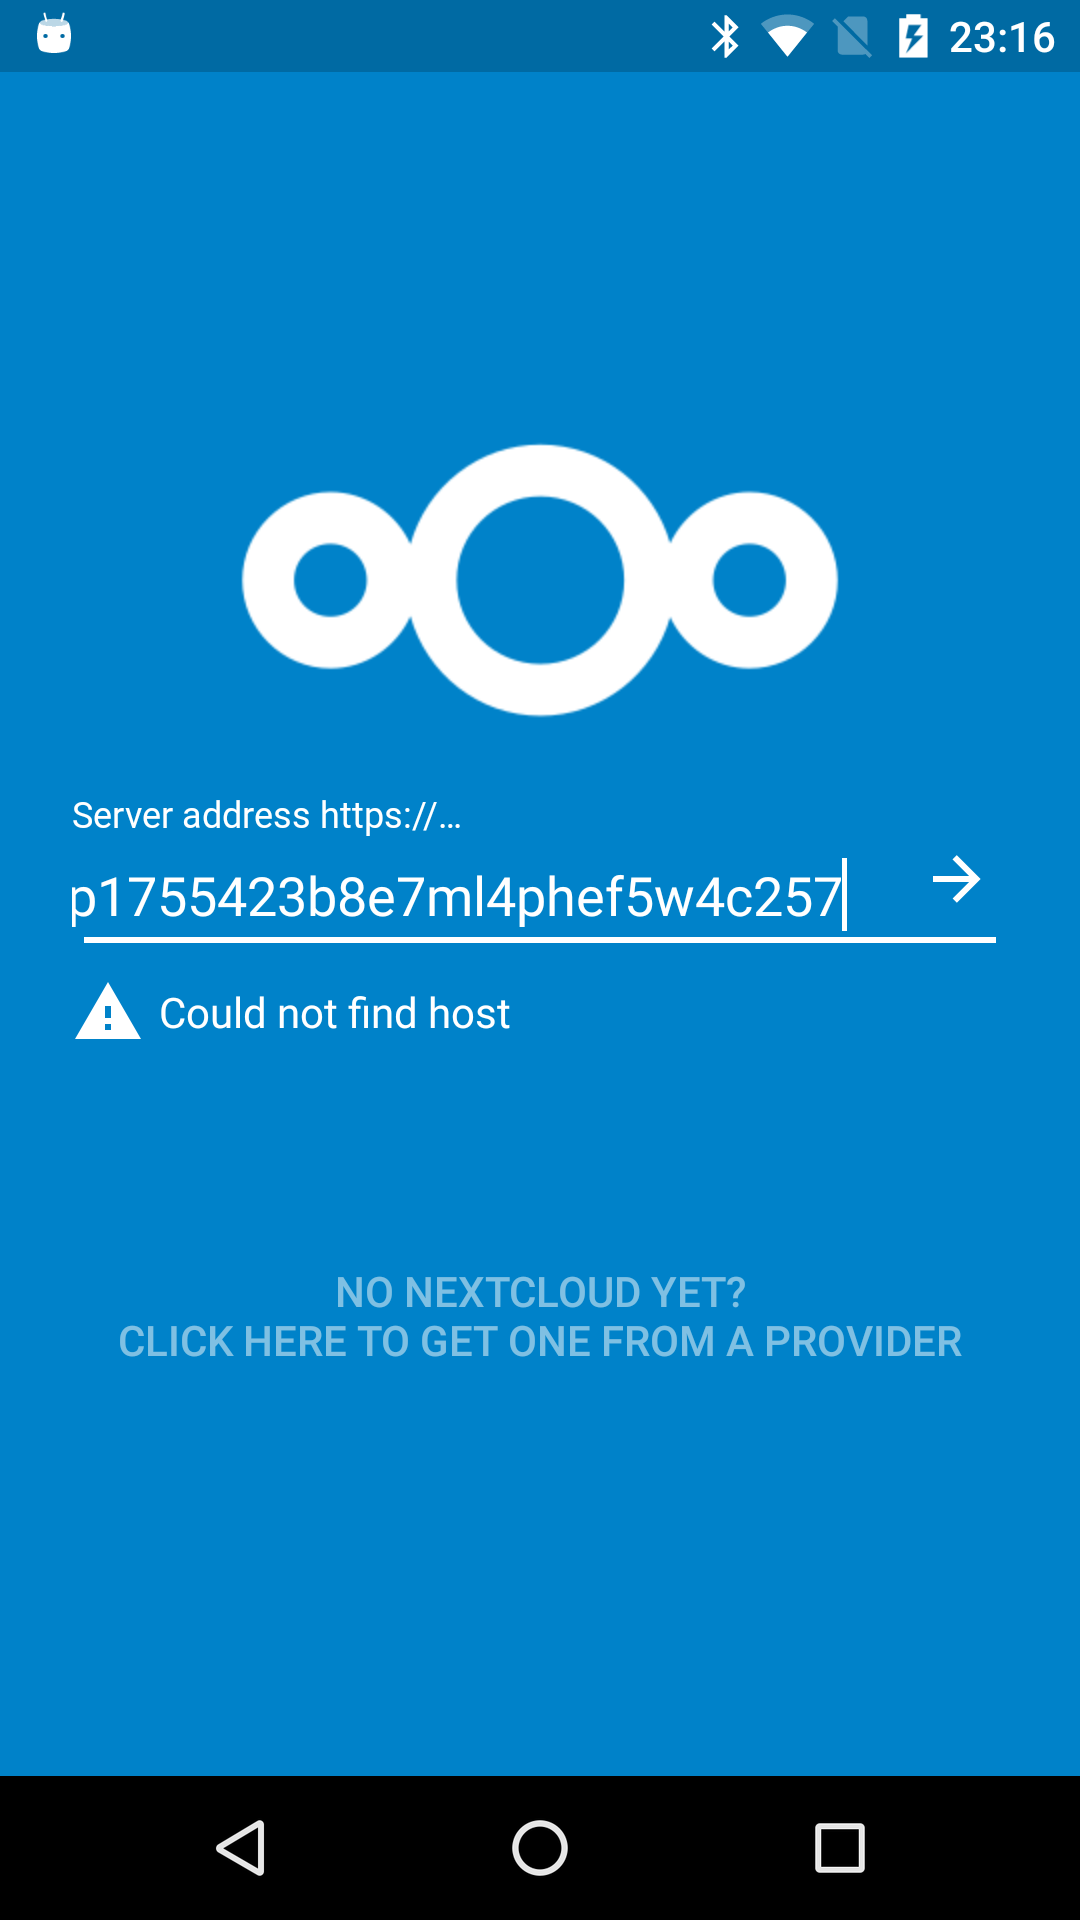 23:16
Server address https://…
p1755423b8e7ml4phef5w4c257
Could not find host
NO NEXTCLOUD YET?
CLICK HERE TO GET ONE FROM A PROVIDER